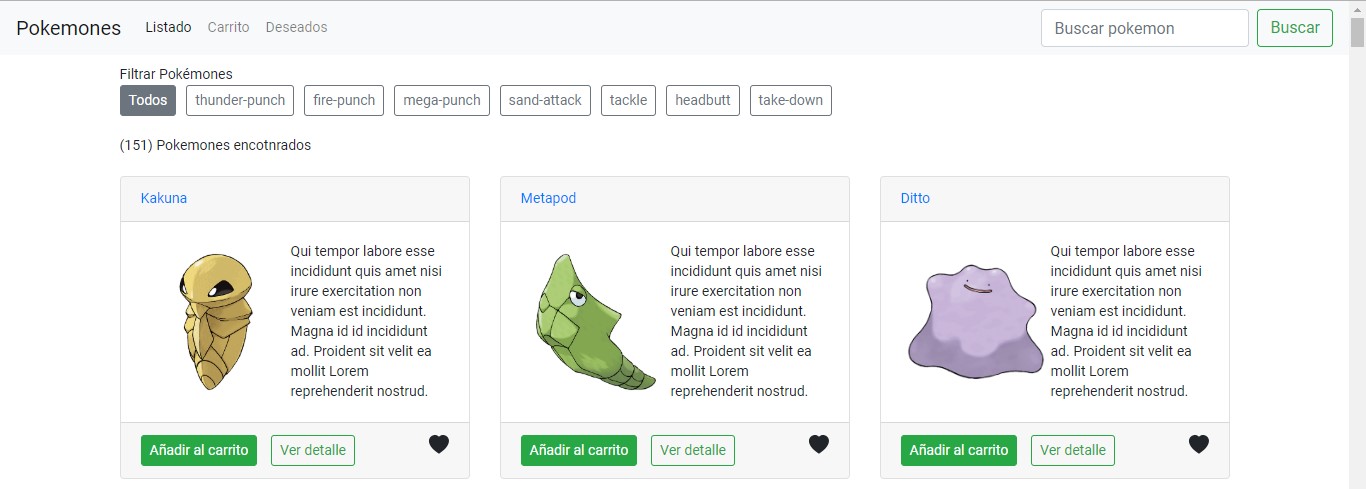 Pokemones Listado Carrito Deseados Buscar pokemon Buscar
Filtrar Pokémones
Todos thunder-punch fire-punch mega-punch sand-attack tackle headbutt take-down
(151) Pokemones encotnrados
Kakuna
Qui tempor labore esse
incididunt quis amet nisi
irure exercitation non
veniam est incididunt.
Magna id id incididunt
ad. Proident sit velit ea
mollit Lorem
reprehenderit nostrud.
Añadir al carrito Ver detalle
Metapod
Qui tempor labore esse
incididunt quis amet nisi
irure exercitation non
veniam est incididunt.
Magna id id incididunt
ad. Proident sit velit ea
mollit Lorem
reprehenderit nostrud.
Añadir al carrito Ver detalle
Ditto
Qui tempor labore esse
incididunt quis amet nisi
irure exercitation non
veniam est incididunt.
Magna id id incididunt
ad. Proident sit velit ea
mollit Lorem
reprehenderit nostrud.
Añadir al carrito Ver detalle